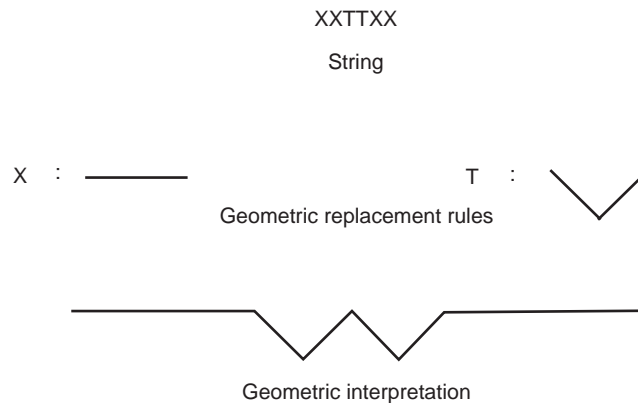 XXTTXX
String
X : T :
Geometric replacement rules
Geometric interpretation